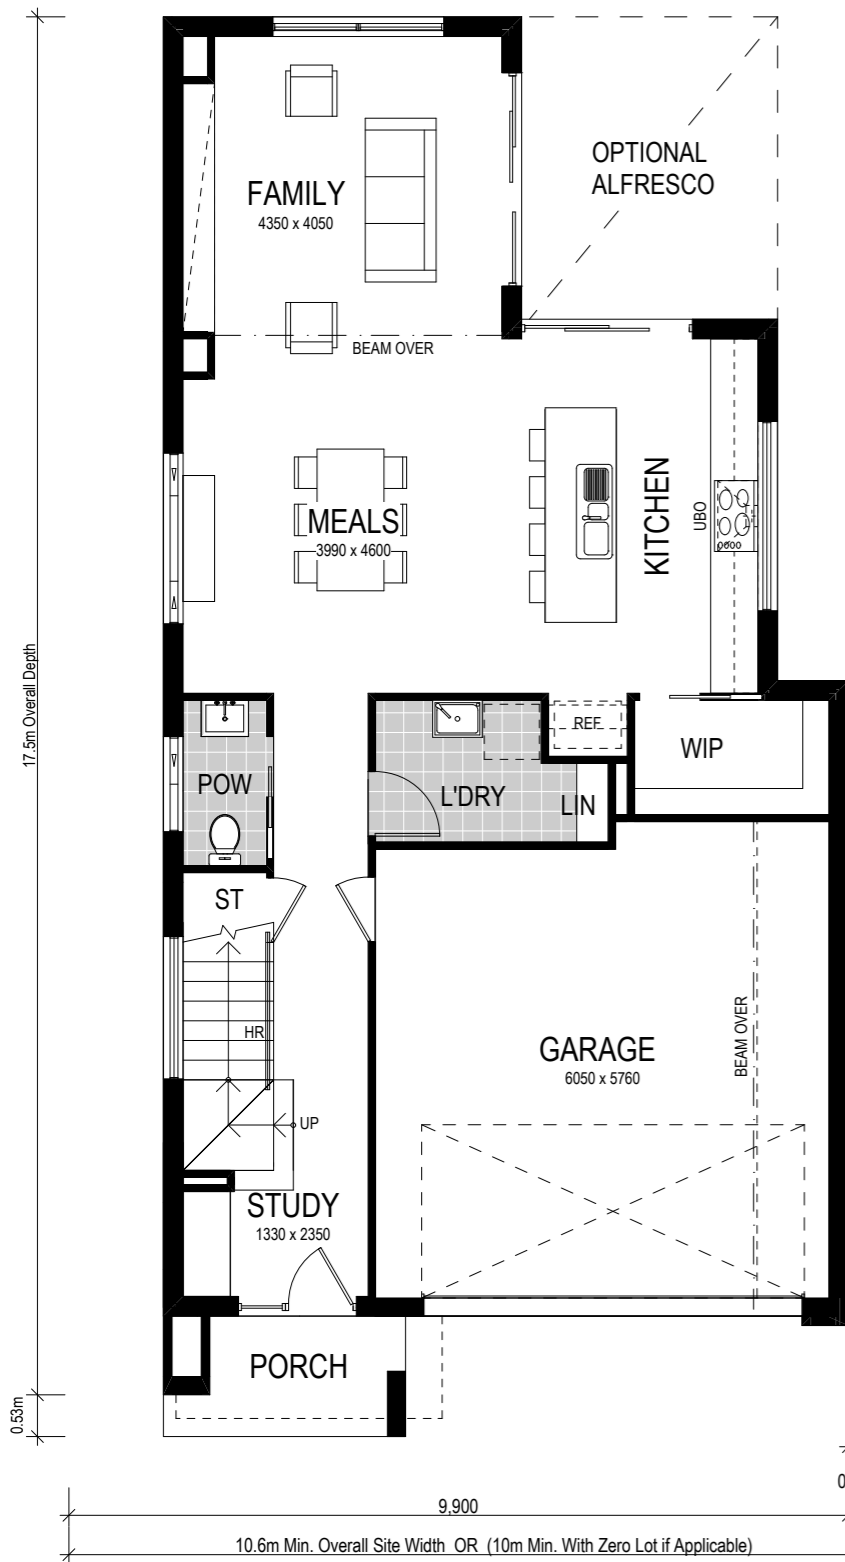 OPTIONAL
ALFRESCO
FAMILY
4350 x 4050
BEAM OVER
KITCHEN
UBO
MEALS
3990 x 4600
17.5m Overall Depth
REF
WIP
POW
L'DRY
LIN
ST
HR
GARAGE
6050 x 5760
BEAM OVER
UP
STUDY
1330 x 2350
PORCH
0.53m
0
9,900
10.6m Min. Overall Site Width OR (10m Min. With Zero Lot if Applicable)